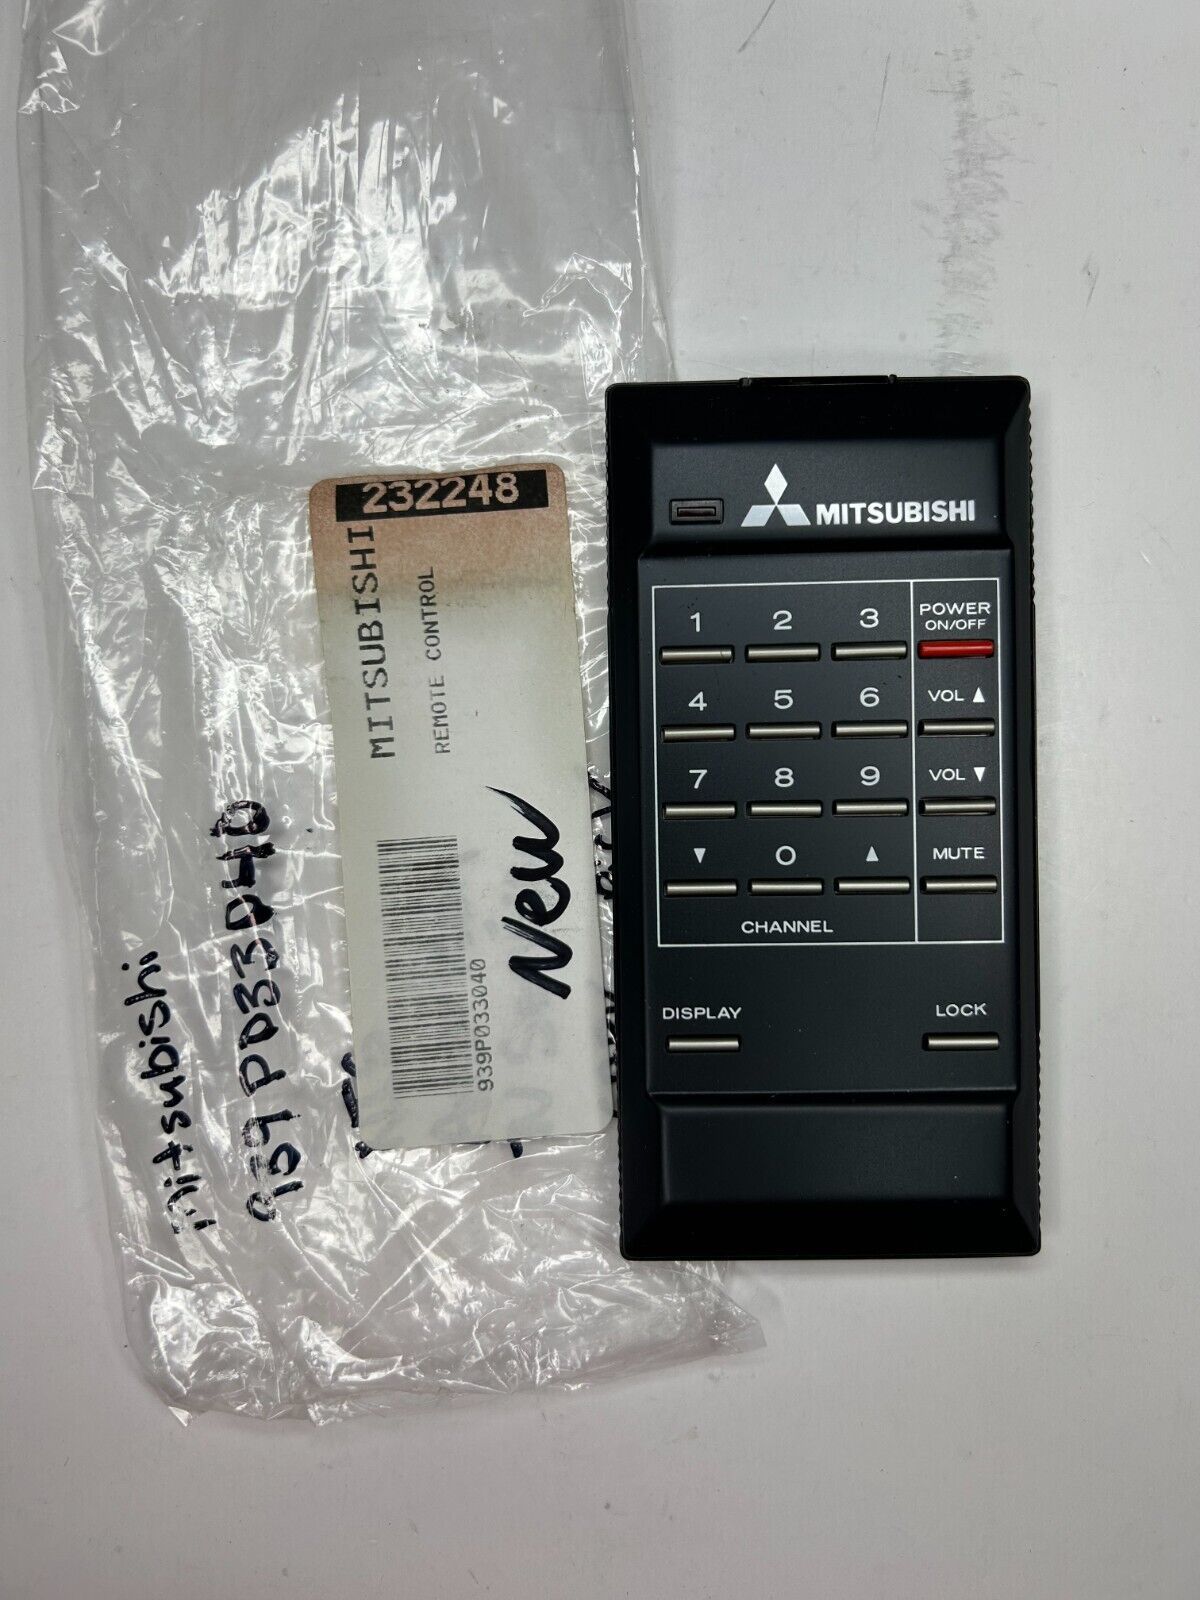 232248
MITSUBISHI
REMOTE CONTROL
939P033040
New
mitsubishi
939P033040
MITSUBISHI
1 2 3 POWER ON/OFF
4 5 6 VOL ▲
7 8 9 VOL ▼
▼ 0 ▲ MUTE
CHANNEL
DISPLAY LOCK